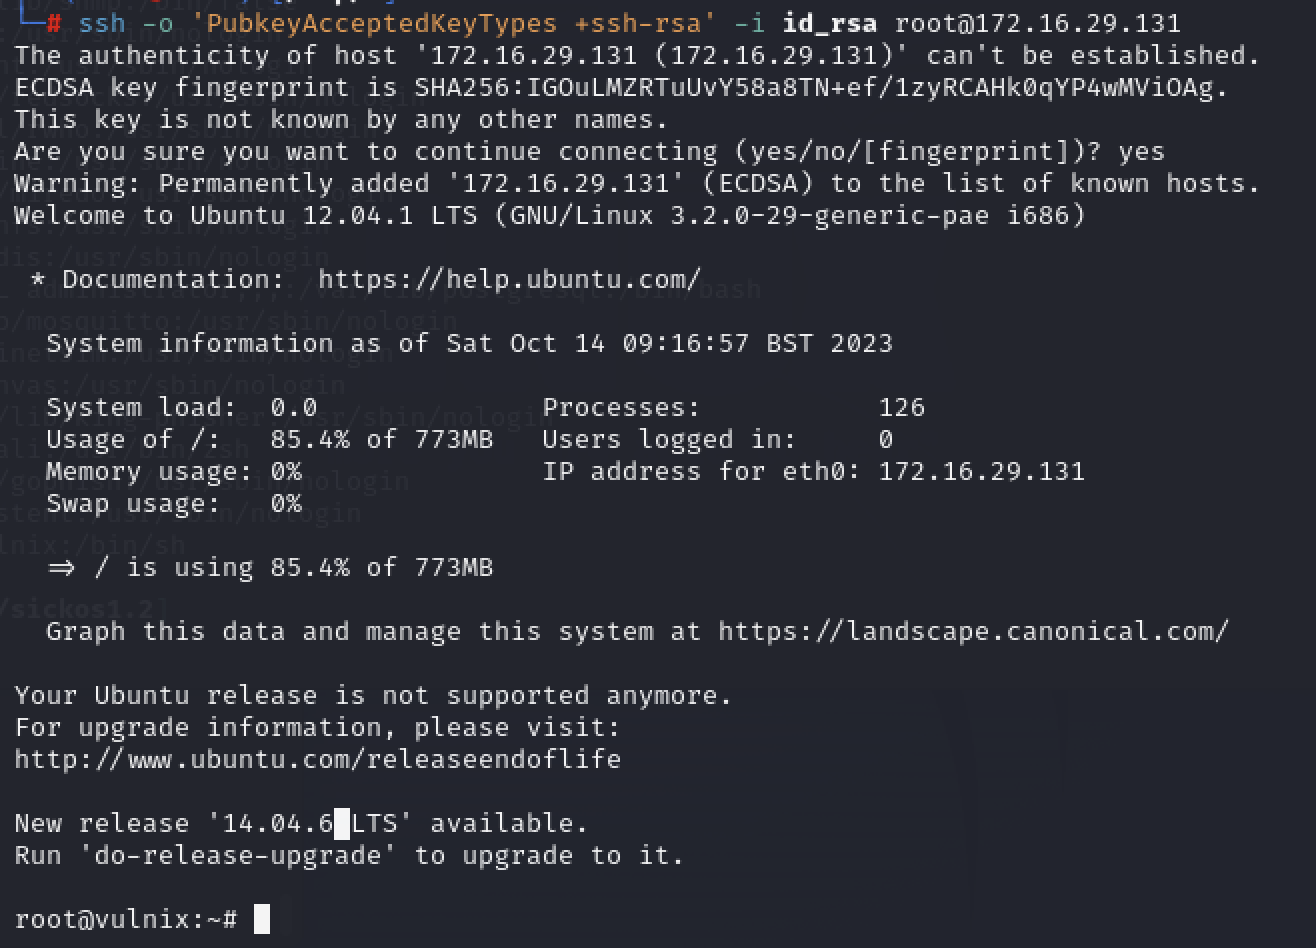 └─# ssh -o 'PubkeyAcceptedKeyTypes +ssh-rsa' -i id_rsa root@172.16.29.131
The authenticity of host '172.16.29.131 (172.16.29.131)' can't be established.
ECDSA key fingerprint is SHA256:IGOuLMZRTuUvY58a8TN+ef/1zyRCAHk0qYP4wMViOAg.
This key is not known by any other names.
Are you sure you want to continue connecting (yes/no/[fingerprint])? yes
Warning: Permanently added '172.16.29.131' (ECDSA) to the list of known hosts.
Welcome to Ubuntu 12.04.1 LTS (GNU/Linux 3.2.0-29-generic-pae i686)
* Documentation: https://help.ubuntu.com/
System information as of Sat Oct 14 09:16:57 BST 2023
System load: 0.0 Processes: 126
Usage of /: 85.4% of 773MB Users logged in: 0
Memory usage: 0% IP address for eth0: 172.16.29.131
Swap usage: 0%
=> / is using 85.4% of 773MB
Graph this data and manage this system at https://landscape.canonical.com/
Your Ubuntu release is not supported anymore.
For upgrade information, please visit:
http://www.ubuntu.com/releaseendoflife
New release '14.04.6 LTS' available.
Run 'do-release-upgrade' to upgrade to it.
root@vulnix:~#